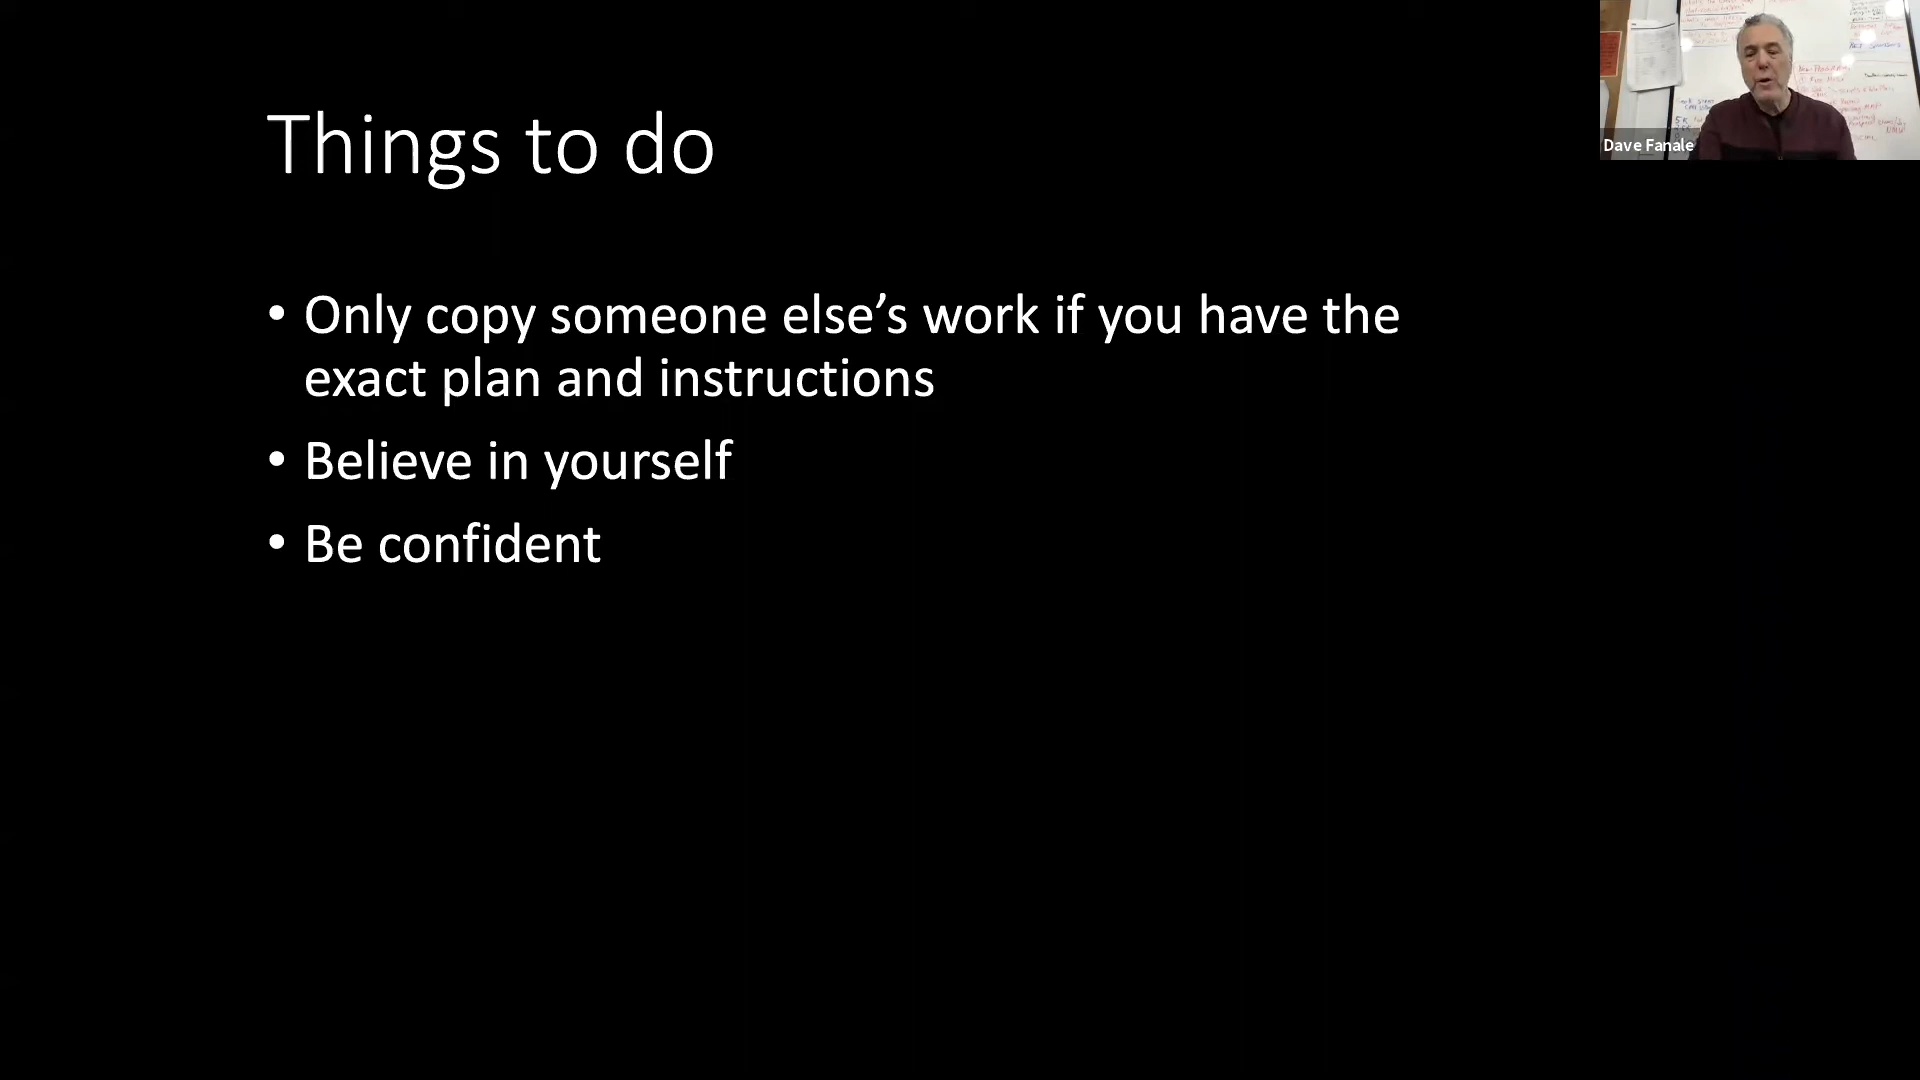 Things to do
• Only copy someone else’s work if you have the
exact plan and instructions
• Believe in yourself
• Be confident
Dave Fanale